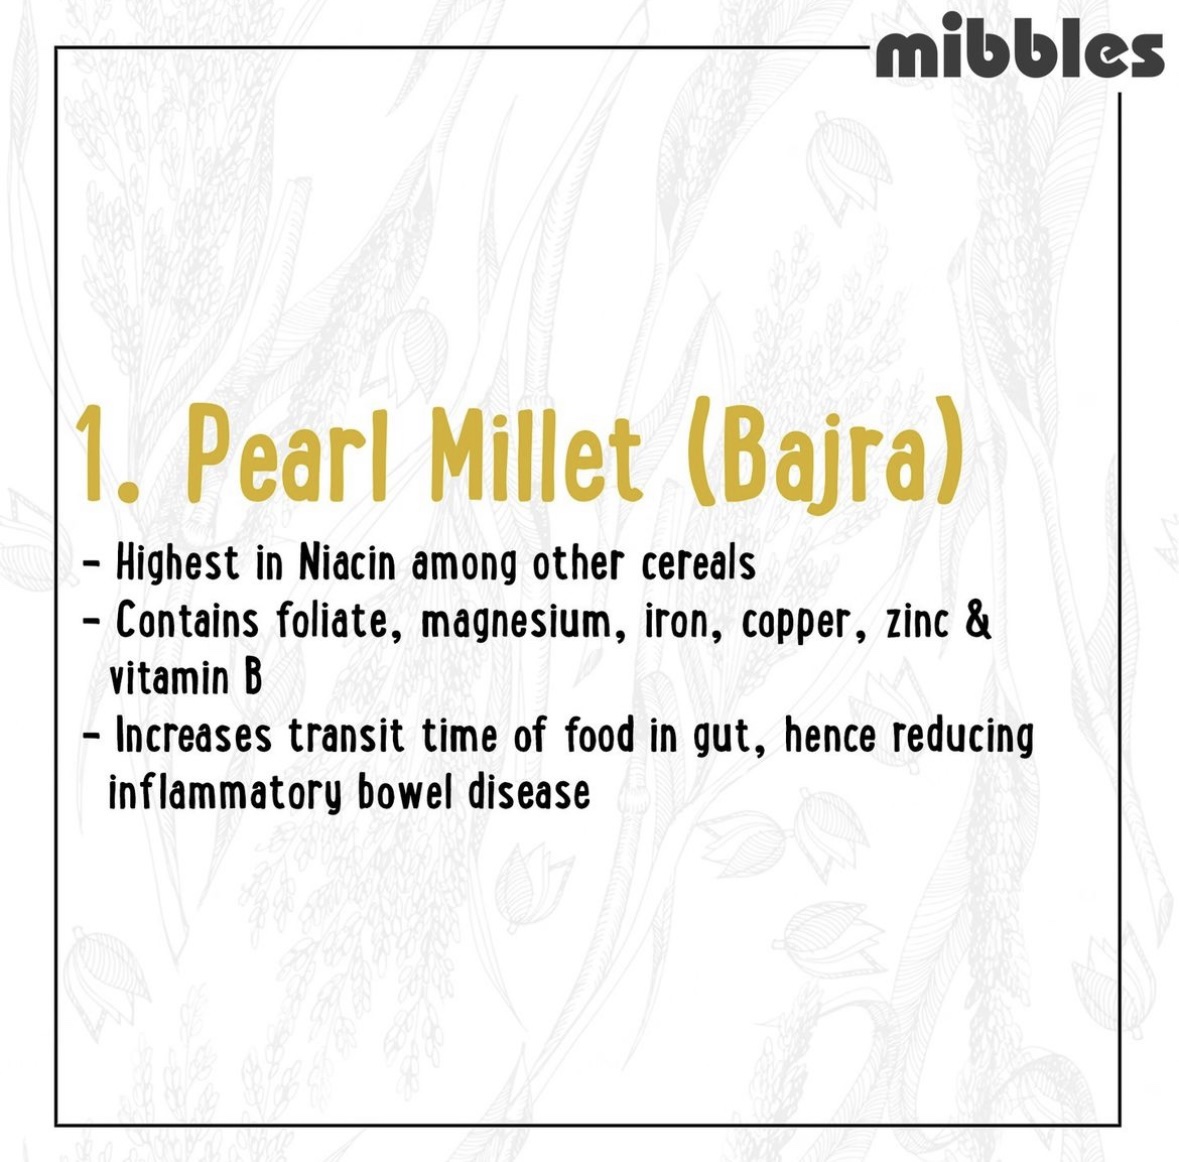 mibbles
1. Pearl Millet (Bajra)
- Highest in Niacin among other cereals
- Contains foliate, magnesium, iron, copper, zinc &
vitamin B
- Increases transit time of food in gut, hence reducing
inflammatory bowel disease